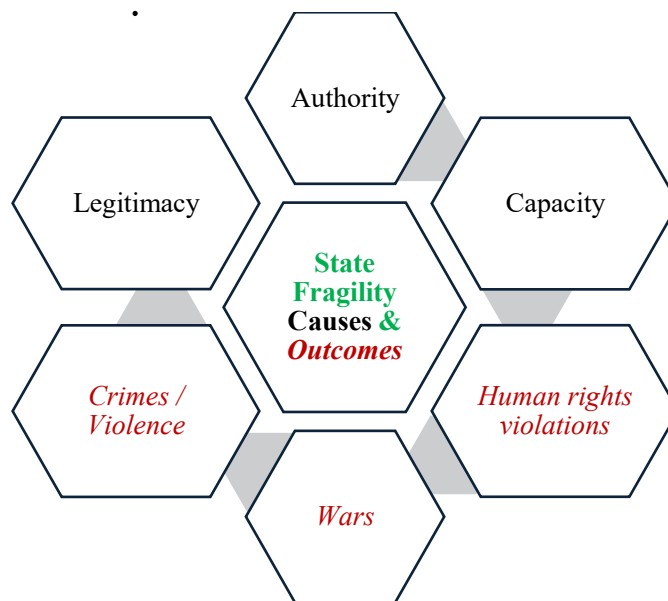 Authority
Legitimacy
Capacity
State
Fragility
Causes &
Outcomes
Crimes /
Violence
Human rights
violations
Wars